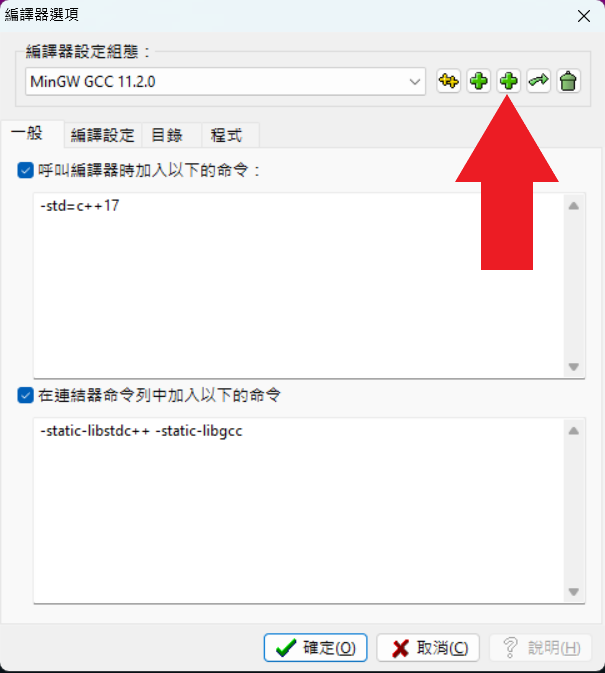 編譯器選項
編譯器設定組態：
MinGW GCC 11.2.0
一般 編譯設定 目錄 程式
呼叫編譯器時加入以下的命令：
-std=c++17
在連結器命令列中加入以下的命令
-static-libstdc++ -static-libgcc
確定(O) 取消(C) 說明(H)